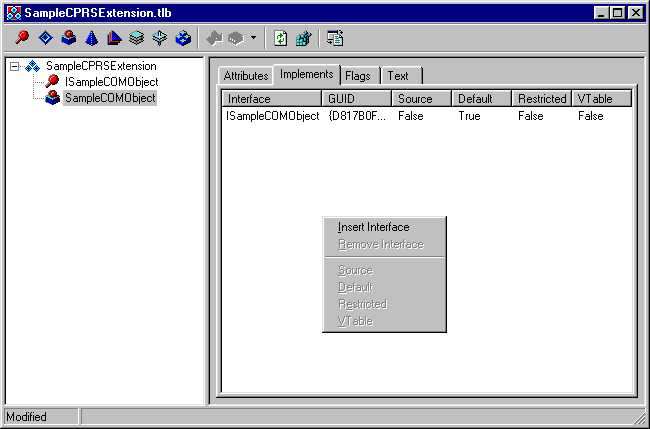 SampleCPRSExtension.tlb
SampleCPRSExtension
ISampleCOMObject
SampleCOMObject
Attributes Implements Flags Text
Interface GUID Source Default Restricted VTable
ISampleCOMObject {D817B0F... False True False False
Insert Interface
Remove Interface
Source
Default
Restricted
VTable
Modified